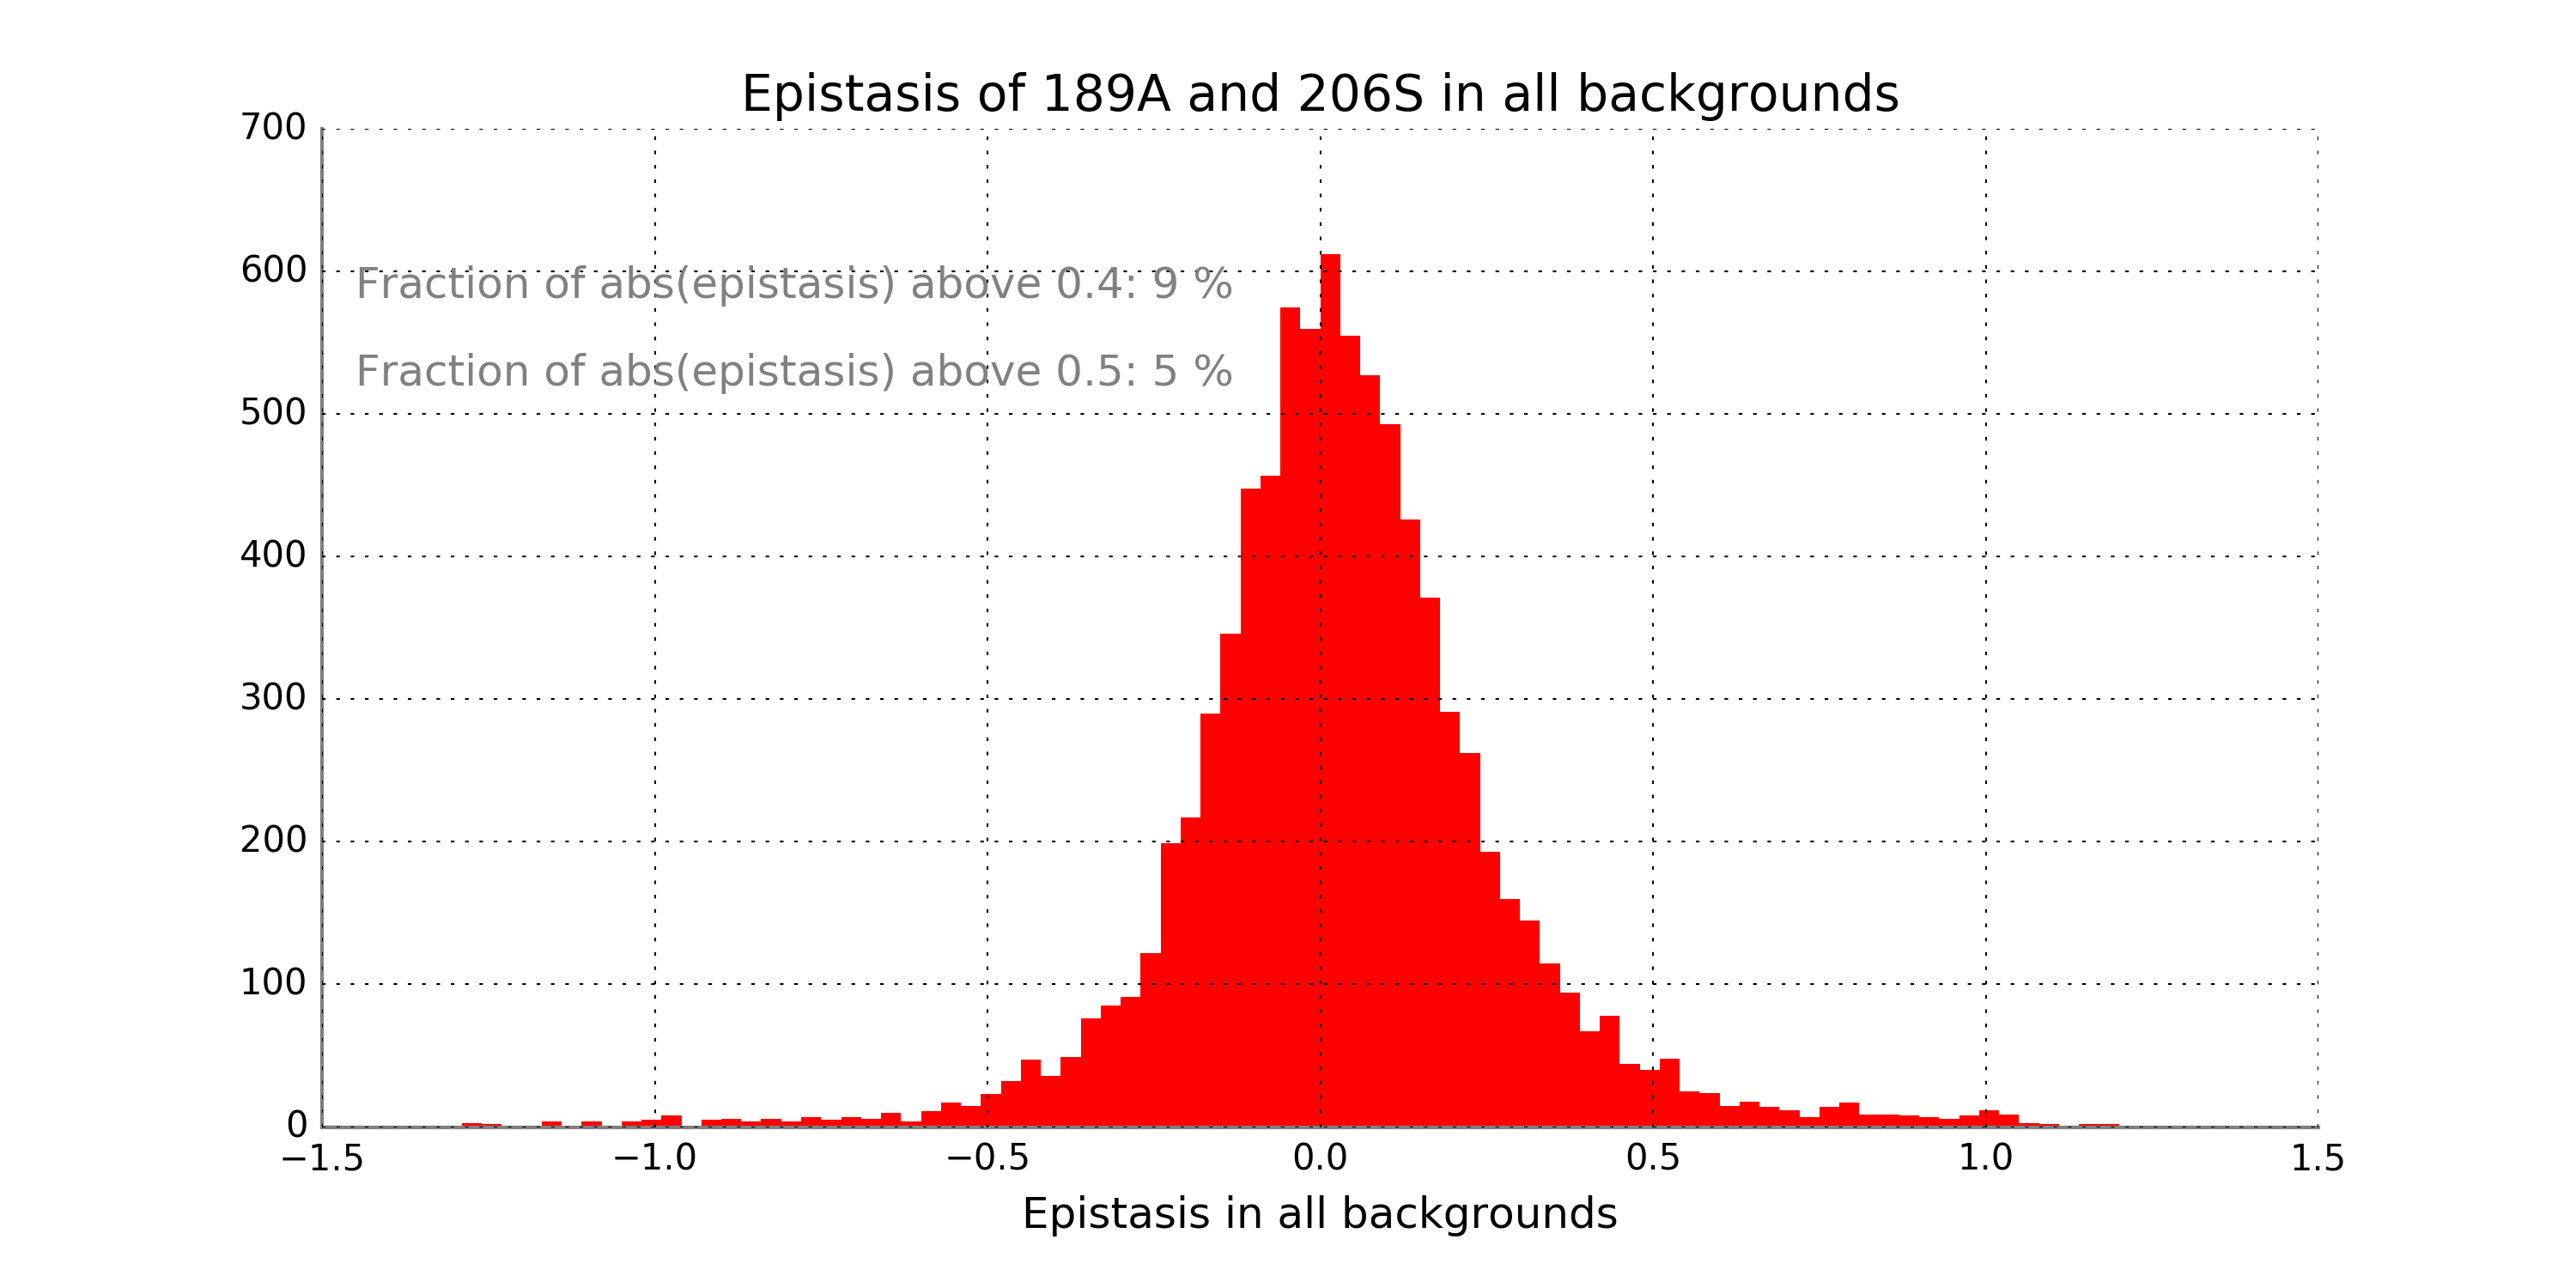 Epistasis of 189A and 206S in all backgrounds
700
600
Fraction of abs(epistasis) above 0.4: 9 %
Fraction of abs(epistasis) above 0.5: 5 %
500
400
300
200
100
0
−1.5 −1.0 −0.5 0.0 0.5 1.0 1.5
Epistasis in all backgrounds